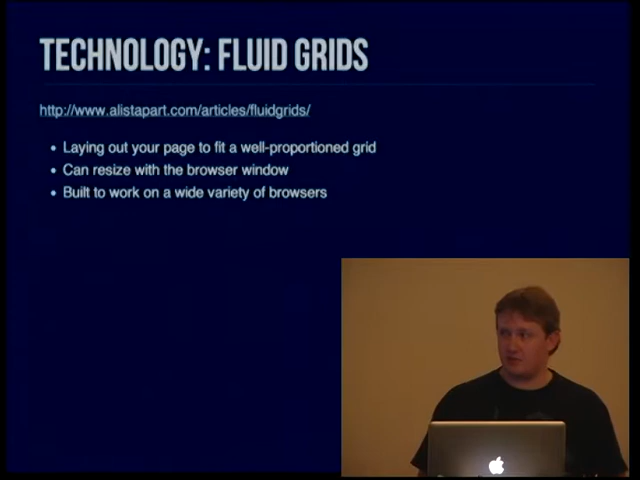 TECHNOLOGY: FLUID GRIDS
http://www.alistapart.com/articles/fluidgrids/
• Laying out your page to fit a well-proportioned grid
• Can resize with the browser window
• Built to work on a wide variety of browsers